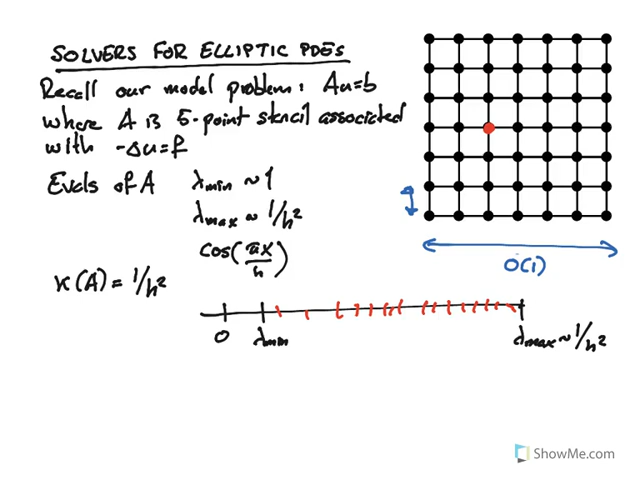 SOLVERS FOR ELLIPTIC PDES
Recall our model problem: Au=b
where A is 5-point stencil associated
with -Δu=f
Evals of A λmin ~ 1
λmax ~ 1/h²
cos(πx/h)
K(A) = 1/h²
O(1)
0 λmin λmax ~ 1/h²
ShowMe.com